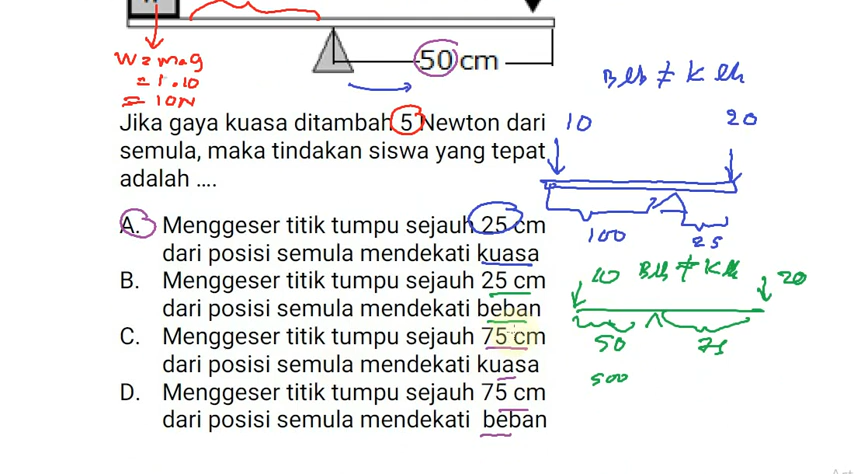 W = m.g
= 1.10
= 10N
50 cm
B lb ≠ K lk
Jika gaya kuasa ditambah 5 Newton dari
semula, maka tindakan siswa yang tepat
adalah ....
10
20
100
25
A. Menggeser titik tumpu sejauh 25 cm
dari posisi semula mendekati kuasa
B. Menggeser titik tumpu sejauh 25 cm
dari posisi semula mendekati beban
C. Menggeser titik tumpu sejauh 75 cm
dari posisi semula mendekati kuasa
D. Menggeser titik tumpu sejauh 75 cm
dari posisi semula mendekati beban
10
B lb ≠ K lk
20
50
75
500